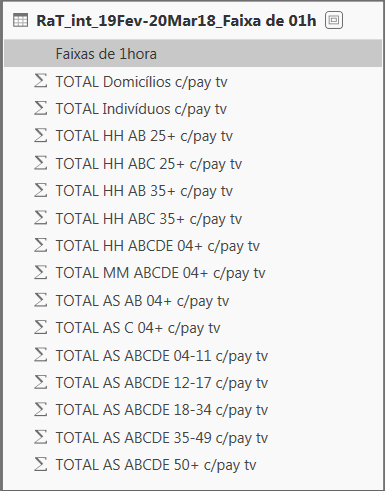 RaT_int_19Fev-20Mar18_Faixa de 01h
Faixas de 1hora
TOTAL Domicílios c/pay tv
TOTAL Indivíduos c/pay tv
TOTAL HH AB 25+ c/pay tv
TOTAL HH ABC 25+ c/pay tv
TOTAL HH AB 35+ c/pay tv
TOTAL HH ABC 35+ c/pay tv
TOTAL HH ABCDE 04+ c/pay tv
TOTAL MM ABCDE 04+ c/pay tv
TOTAL AS AB 04+ c/pay tv
TOTAL AS C 04+ c/pay tv
TOTAL AS ABCDE 04-11 c/pay tv
TOTAL AS ABCDE 12-17 c/pay tv
TOTAL AS ABCDE 18-34 c/pay tv
TOTAL AS ABCDE 35-49 c/pay tv
TOTAL AS ABCDE 50+ c/pay tv